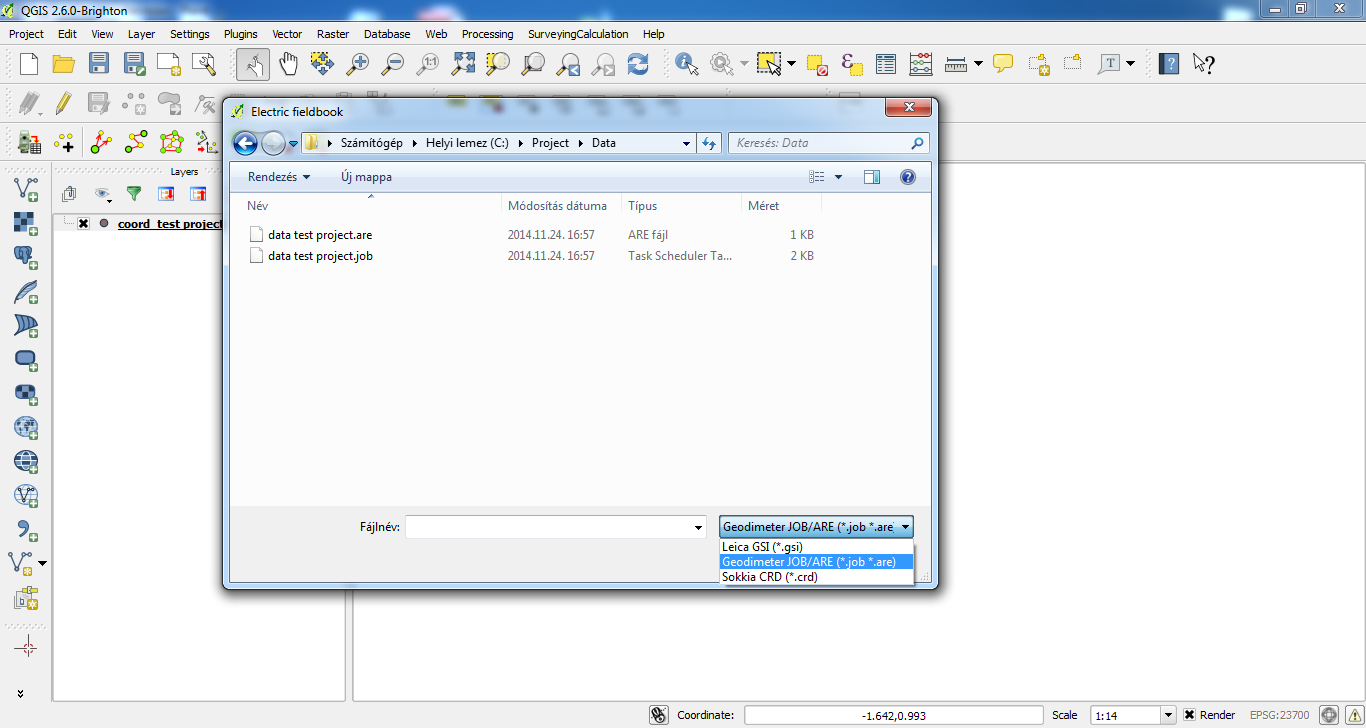 QGIS 2.6.0-Brighton
Project Edit View Layer Settings Plugins Vector Raster Database Web Processing SurveyingCalculation Help
1:1
T
Electric fieldbook
Számítógép Helyi lemez (C:) Project Data Keresés: Data
Layers
Rendezés Új mappa
Név Módosítás dátuma Típus Méret
coord_test project
data test project.are 2014.11.24. 16:57 ARE fájl 1 KB
data test project.job 2014.11.24. 16:57 Task Scheduler Ta... 2 KB
Fájlnév: Geodimeter JOB/ARE (*.job *.are)
Leica GSI (*.gsi)
Geodimeter JOB/ARE (*.job *.are)
Sokkia CRD (*.crd)
Coordinate: -1.642,0.993 Scale 1:14 Render EPSG:23700